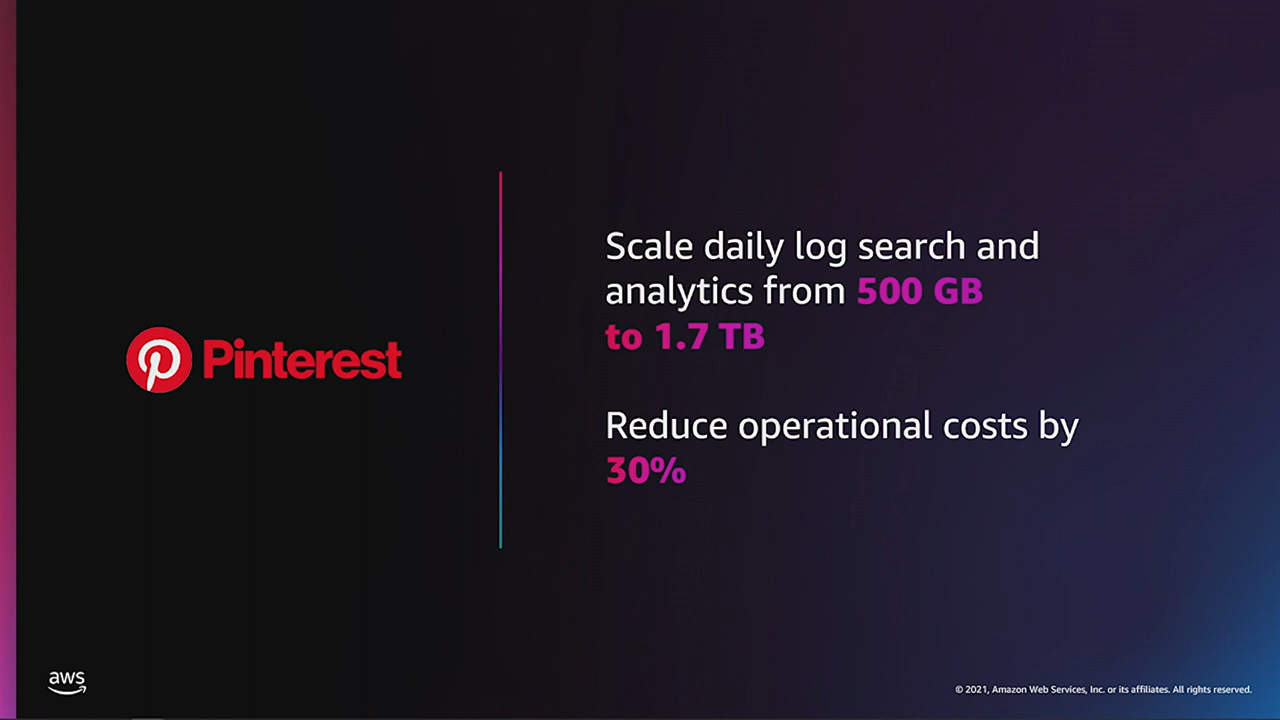 Scale daily log search and
analytics from 500 GB
to 1.7 TB
Pinterest
Reduce operational costs by
30%
aws
© 2021, Amazon Web Services, Inc. or its affiliates. All rights reserved.